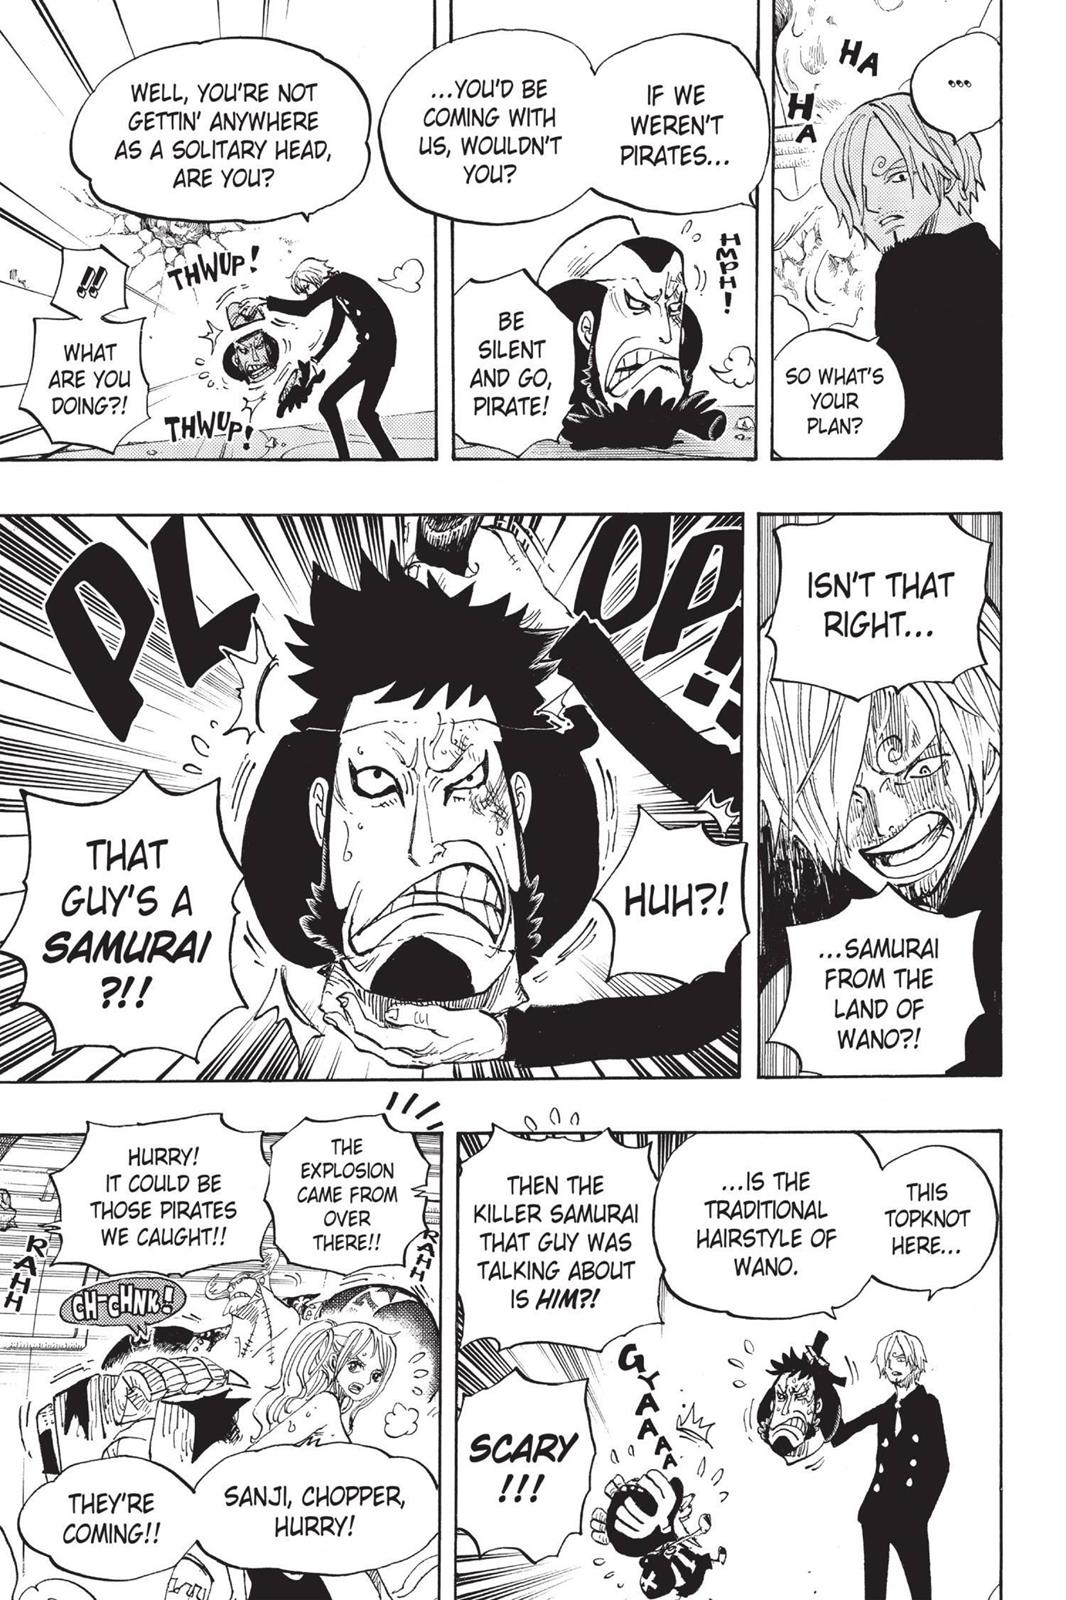 HA
HA
...
SO WHAT'S
YOUR
PLAN?
IF WE
WEREN'T
PIRATES...
...YOU'D BE
COMING WITH
US, WOULDN'T
YOU?
HMPH!
BE
SILENT
AND GO,
PIRATE!
WELL, YOU'RE NOT
GETTIN' ANYWHERE
AS A SOLITARY HEAD,
ARE YOU?
THWUP!
THWUP!
!!
WHAT
ARE YOU
DOING?!
ISN'T THAT
RIGHT...
...SAMURAI
FROM THE
LAND OF
WANO?!
PLOP!!
HUH?!
THAT
GUY'S A
SAMURAI
?!!
THIS
TOPKNOT
HERE...
...IS THE
TRADITIONAL
HAIRSTYLE OF
WANO.
THEN THE
KILLER SAMURAI
THAT GUY WAS
TALKING ABOUT
IS HIM?!
GYAAAA
SCARY
!!!
THE
EXPLOSION
CAME FROM
OVER
THERE!!
HURRY!
IT COULD BE
THOSE PIRATES
WE CAUGHT!!
RAHH
RAHH
CH-CHNK!
SANJI, CHOPPER,
HURRY!
THEY'RE
COMING!!